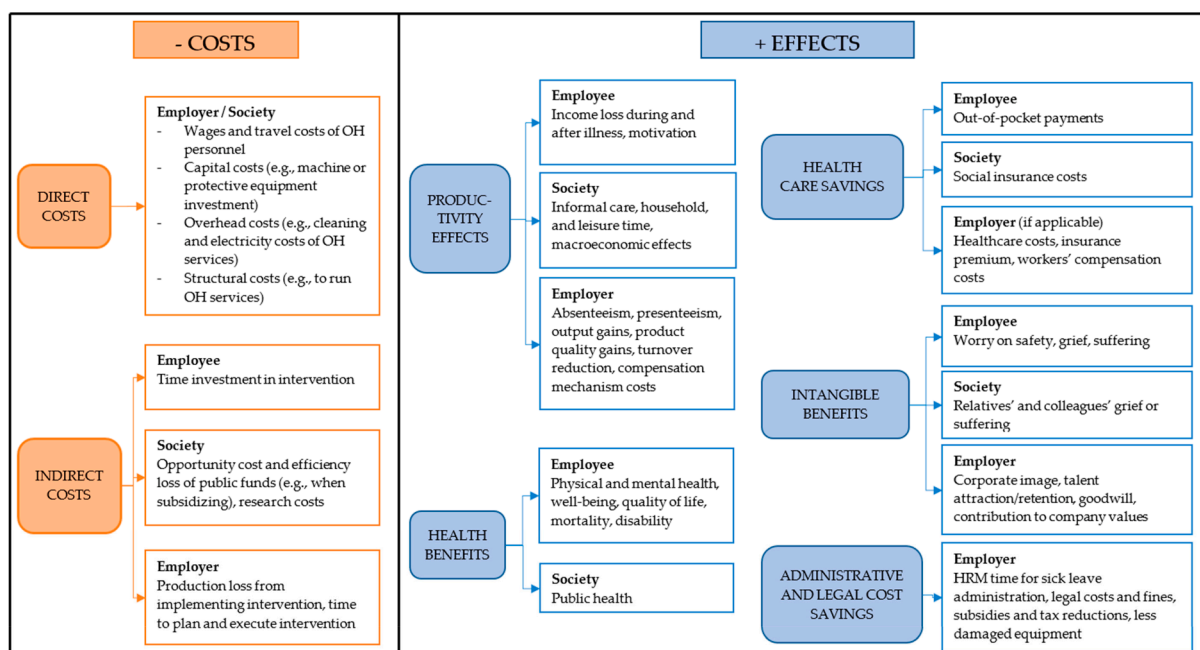 - COSTS
DIRECT
COSTS
Employer / Society
- Wages and travel costs of OH
personnel
- Capital costs (e.g., machine or
protective equipment
investment)
- Overhead costs (e.g., cleaning
and electricity costs of OH
services)
- Structural costs (e.g., to run
OH services)
INDIRECT
COSTS
Employee
Time investment in intervention
Society
Opportunity cost and efficiency
loss of public funds (e.g., when
subsidizing), research costs
Employer
Production loss from
implementing intervention, time
to plan and execute intervention
+ EFFECTS
PRODUC-
TIVITY
EFFECTS
Employee
Income loss during and
after illness, motivation
Society
Informal care, household,
and leisure time,
macroeconomic effects
Employer
Absenteeism, presenteeism,
output gains, product
quality gains, turnover
reduction, compensation
mechanism costs
HEALTH
BENEFITS
Employee
Physical and mental health,
well-being, quality of life,
mortality, disability
Society
Public health
HEALTH
CARE SAVINGS
Employee
Out-of-pocket payments
Society
Social insurance costs
Employer (if applicable)
Healthcare costs, insurance
premium, workers’ compensation
costs
INTANGIBLE
BENEFITS
Employee
Worry on safety, grief, suffering
Society
Relatives’ and colleagues’ grief or
suffering
Employer
Corporate image, talent
attraction/retention, goodwill,
contribution to company values
ADMINISTRATIVE
AND LEGAL COST
SAVINGS
Employer
HRM time for sick leave
administration, legal costs and fines,
subsidies and tax reductions, less
damaged equipment